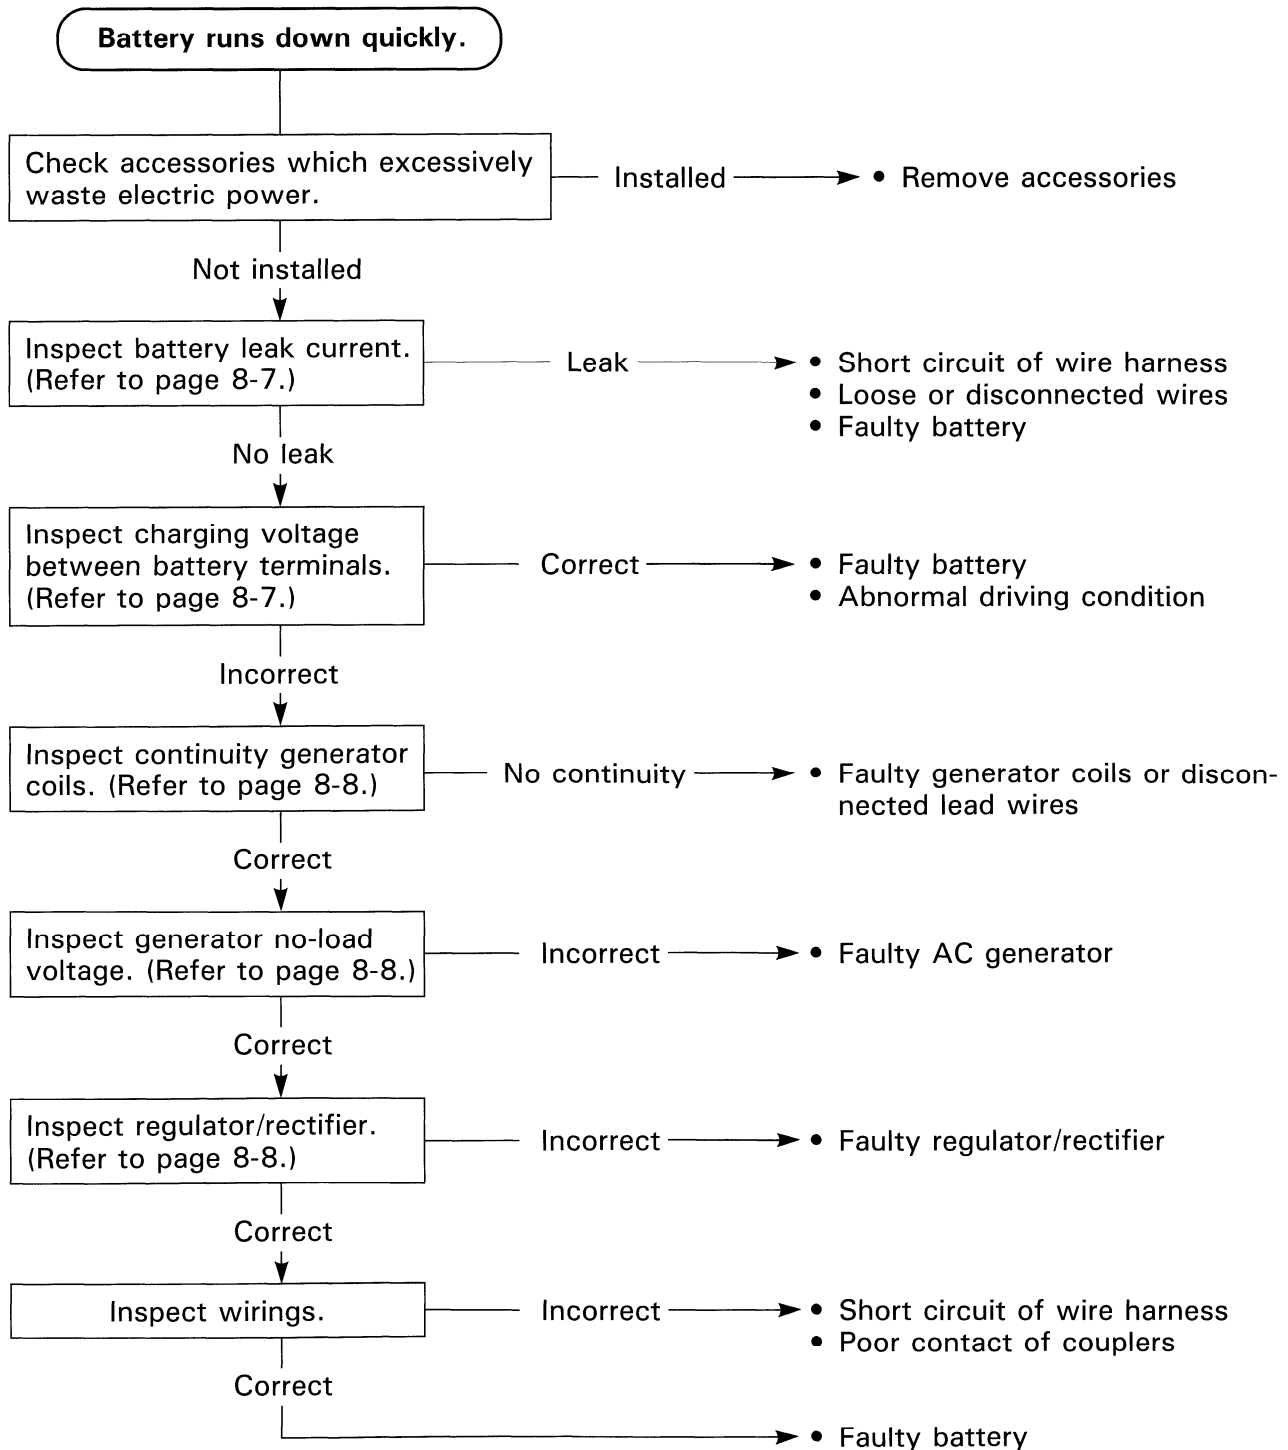 Battery runs down quickly.
Check accessories which excessively
waste electric power.
Installed
• Remove accessories
Not installed
Inspect battery leak current.
(Refer to page 8-7.)
Leak
• Short circuit of wire harness
• Loose or disconnected wires
• Faulty battery
No leak
Inspect charging voltage
between battery terminals.
(Refer to page 8-7.)
Correct
• Faulty battery
• Abnormal driving condition
Incorrect
Inspect continuity generator
coils. (Refer to page 8-8.)
No continuity
• Faulty generator coils or discon-
nected lead wires
Correct
Inspect generator no-load
voltage. (Refer to page 8-8.)
Incorrect
• Faulty AC generator
Correct
Inspect regulator/rectifier.
(Refer to page 8-8.)
Incorrect
• Faulty regulator/rectifier
Correct
Inspect wirings.
Incorrect
• Short circuit of wire harness
• Poor contact of couplers
Correct
• Faulty battery